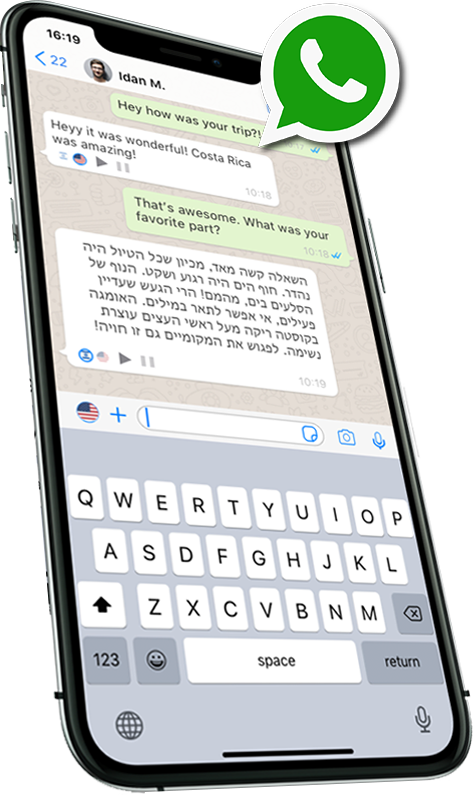 16:19
22
Idan M.
Hey how was your trip?!
Heyy it was wonderful! Costa Rica
was amazing!
10:18
That's awesome. What was your
favorite part?
10:18
השאלה קשה מאד, מכיון שכל הטיול היה
נהדר. חוף הים היה רגוע ושקט. הנוף של
הסלעים בים, מהמם! הרי הגעש שעדיין
פעילים, אי אפשר לתאר במילים. האומגה
בקוסטה ריקה מעל ראשי העצים עוצרת
נשימה. לפגוש את המקומיים גם זו חויה!
10:19
Q W E R T Y U I O P
A S D F G H J K L
Z X C V B N M
123 space return